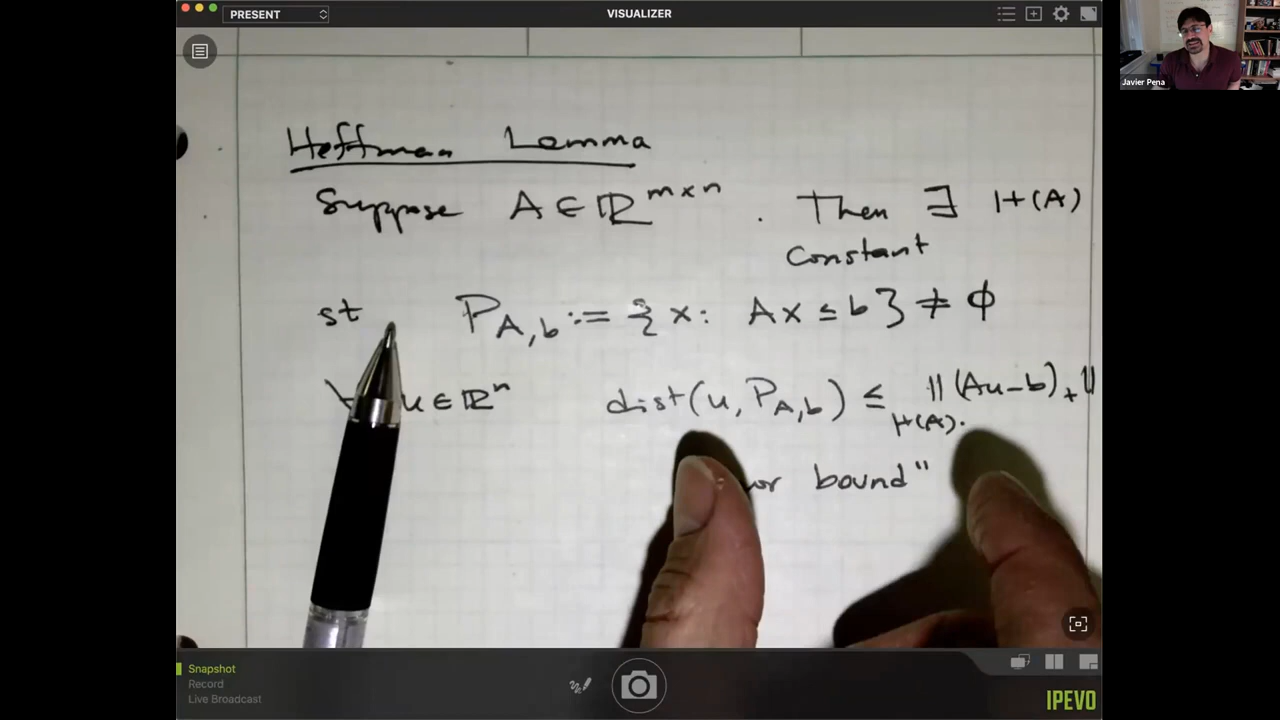 PRESENT
VISUALIZER
Javier Pena
Hoffman Lemma
Suppose A ∈ ℝ^{m×n}. Then ∃ H(A)
constant
st P_{A,b} := {x: Ax ≤ b} ≠ ∅
u ∈ ℝ^n dist(u, P_{A,b}) ≤ ‖(Au-b)_+‖
H(A)·
bound"
Snapshot
Record
Live Broadcast
IPEVO